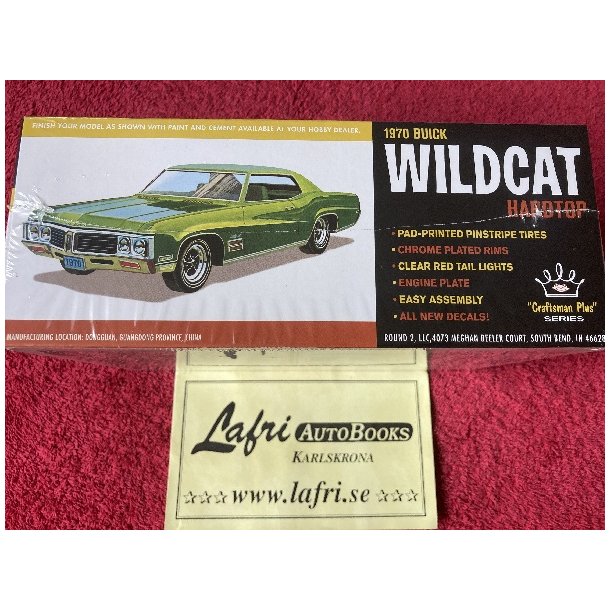 FINISH YOUR MODEL AS SHOWN WITH PAINT AND CEMENT AVAILABLE AT YOUR HOBBY DEALER.
1970 BUICK
WILDCAT
HARDTOP
• PAD-PRINTED PINSTRIPE TIRES
• CHROME PLATED RIMS
• CLEAR RED TAIL LIGHTS
• ENGINE PLATE
• EASY ASSEMBLY
• ALL NEW DECALS!
"Craftsman Plus"
SERIES
1970
MANUFACTURING LOCATION: DONGGUAN, GUANGDONG PROVINCE, CHINA
ROUND 2, LLC, 4073 MEGHAN BEELER COURT, SOUTH BEND, IN 46628
Lafri AUTOBOOKS
KARLSKRONA
☆☆☆ www.lafri.se ☆☆☆